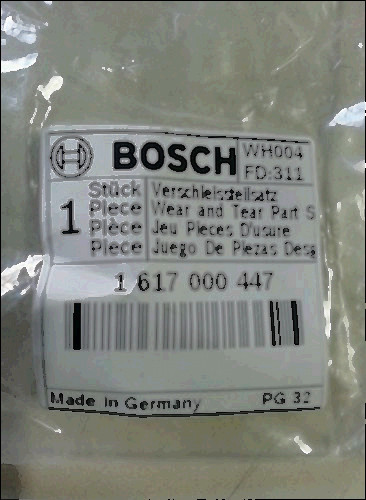 BOSCH
WH004
FD:311
1
Stück Verschleissteilsatz
Piece Wear and Tear Part S
Pièce Jeu Pieces D'usure
Pieza Juego De Piezas Desg
1 617 000 447
Made in Germany PG 32